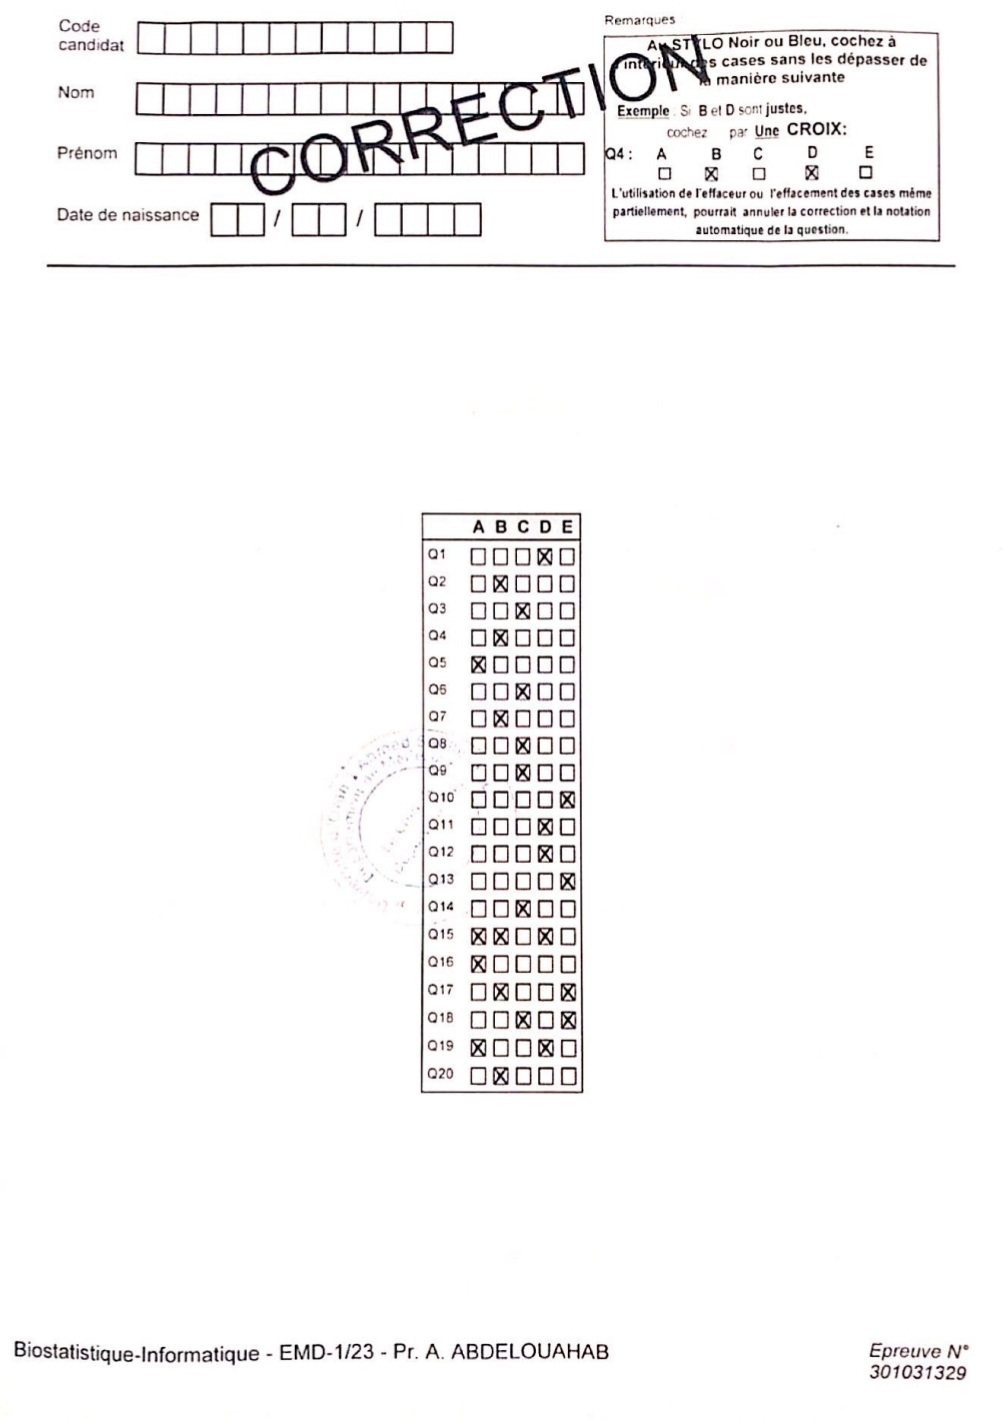 Code
candidat
Nom
Prénom
Date de naissance / /
CORRECTION
Remarques
Au STYLO Noir ou Bleu, cochez à
l'intérieur des cases sans les dépasser de
la manière suivante
Exemple : Si B et D sont justes,
cochez par Une CROIX:
Q4 : A B C D E
L'utilisation de l'effaceur ou l'effacement des cases même
partiellement, pourrait annuler la correction et la notation
automatique de la question.
A B C D E
Q1
Q2
Q3
Q4
Q5
Q6
Q7
Q8
Q9
Q10
Q11
Q12
Q13
Q14
Q15
Q16
Q17
Q18
Q19
Q20
Biostatistique-Informatique - EMD-1/23 - Pr. A. ABDELOUAHAB
Epreuve N°
301031329